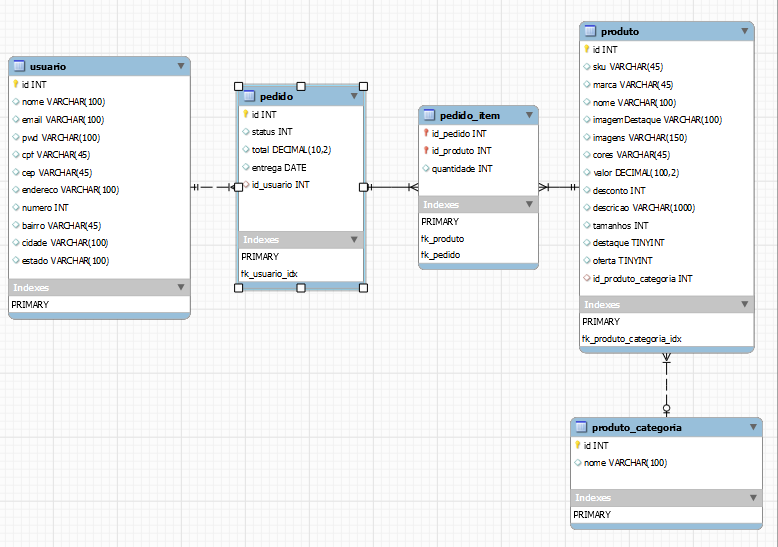 usuario
id INT
nome VARCHAR(100)
email VARCHAR(100)
pwd VARCHAR(100)
cpf VARCHAR(45)
cep VARCHAR(45)
endereco VARCHAR(100)
numero INT
bairro VARCHAR(45)
cidade VARCHAR(100)
estado VARCHAR(100)
Indexes
PRIMARY
pedido
id INT
status INT
total DECIMAL(10,2)
entrega DATE
id_usuario INT
Indexes
PRIMARY
fk_usuario_idx
pedido_item
id_pedido INT
id_produto INT
quantidade INT
Indexes
PRIMARY
fk_produto
fk_pedido
produto
id INT
sku VARCHAR(45)
marca VARCHAR(45)
nome VARCHAR(100)
imagemDestaque VARCHAR(100)
imagens VARCHAR(150)
cores VARCHAR(45)
valor DECIMAL(100,2)
desconto INT
descricao VARCHAR(1000)
tamanhos INT
destaque TINYINT
oferta TINYINT
id_produto_categoria INT
Indexes
PRIMARY
fk_produto_categoria_idx
produto_categoria
id INT
nome VARCHAR(100)
Indexes
PRIMARY